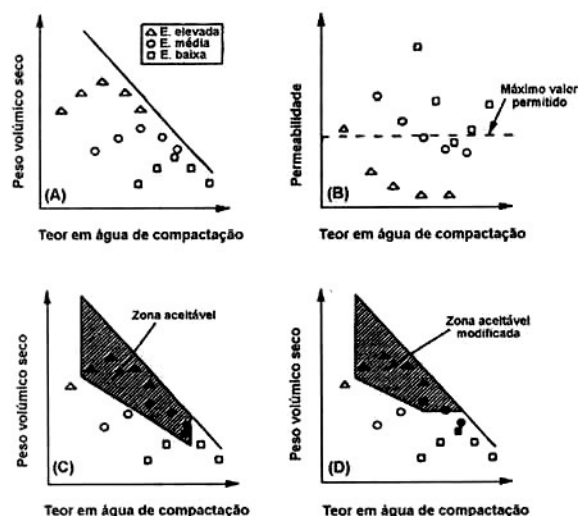 Peso volúmico seco
E. elevada
E. média
E. baixa
(A)
Teor em água de compactação
Permeabilidade
Máximo valor
permitido
(B)
Teor em água de compactação
Peso volúmico seco
Zona aceitável
(C)
Teor em água de compactação
Peso volúmico seco
Zona aceitável
modificada
(D)
Teor em água de compactação